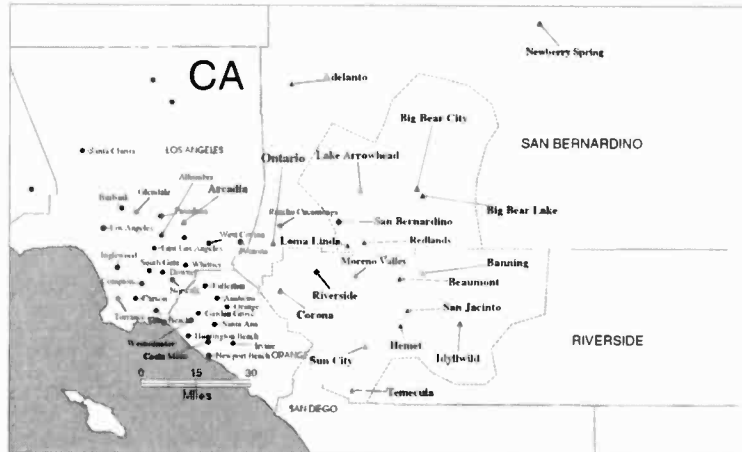 Newberry Spring
CA
delanto
Big Bear City
SAN BERNARDINO
Santa Clarita
LOS ANGELES
Ontario
Lake Arrowhead
Alhambra
Glendale
Arcadia
Burbank
Pasadena
Rancho Cucamonga
San Bernardino
Big Bear Lake
Los Angeles
West Covina
Pomona
Loma Linda
Redlands
East Los Angeles
Inglewood
Whittier
Moreno Valley
Banning
South Gate
Downey
Compton
Norwalk
Fullerton
Riverside
Beaumont
Carson
Anaheim
Orange
Corona
San Jacinto
Torrance
Long Beach
Garden Grove
Santa Ana
Westminster
Huntington Beach
Irvine
Hemet
Idyllwild
RIVERSIDE
Costa Mesa
Newport Beach
ORANGE
Sun City
0 15 30
Miles
Temecula
SAN DIEGO